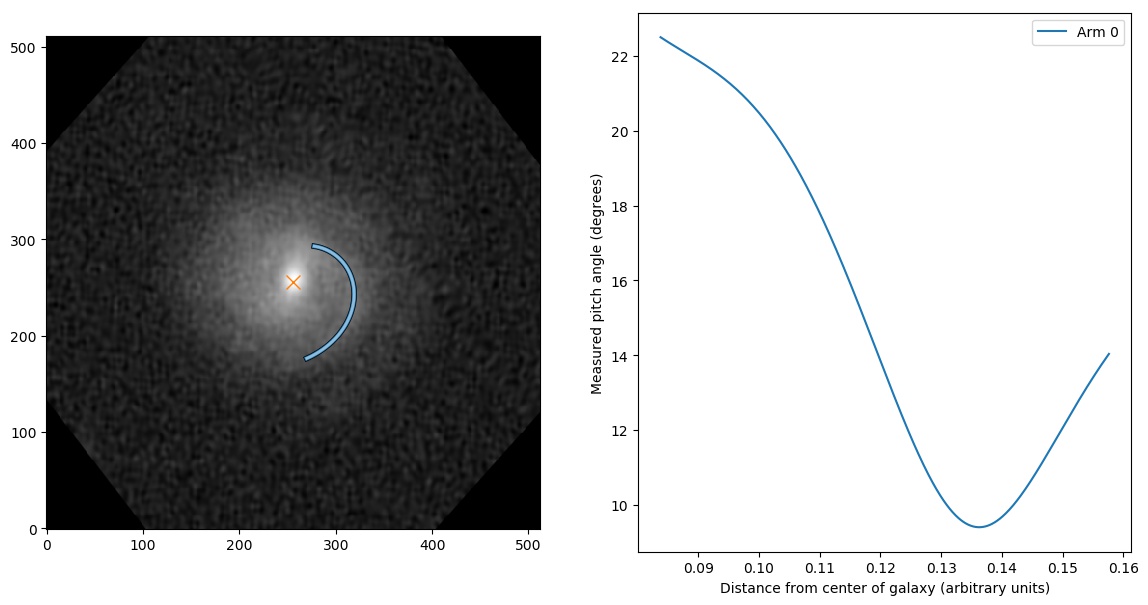 500
400
300
200
100
0
0 100 200 300 400 500
Arm 0
22
20
18
16
14
12
10
Measured pitch angle (degrees)
0.09 0.10 0.11 0.12 0.13 0.14 0.15 0.16
Distance from center of galaxy (arbitrary units)